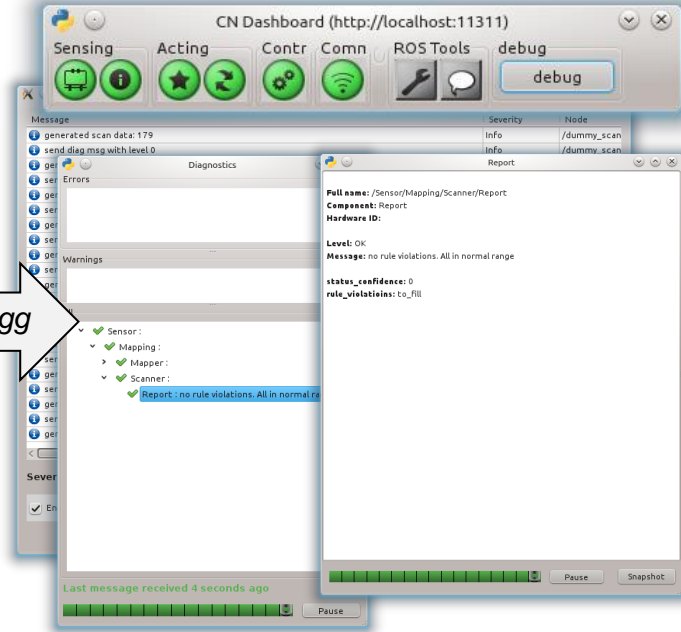 CN Dashboard (http://localhost:11311)
Sensing Acting Contr Comn ROS Tools debug
debug
Message Severity Node
generated scan data: 179 Info /dummy_scan
send diag msg with level 0 Info /dummy_scan
Diagnostics
Errors
Warnings
gg
Sensor :
Mapping :
Mapper :
Scanner :
Report : no rule violations. All in normal ra
Last message received 4 seconds ago
Pause
Report
Full name: /Sensor/Mapping/Scanner/Report
Component: Report
Hardware ID:
Level: OK
Message: no rule violations. All in normal range
status_confidence: 0
rule_violatioins: to_fill
Pause Snapshot
Sever
En